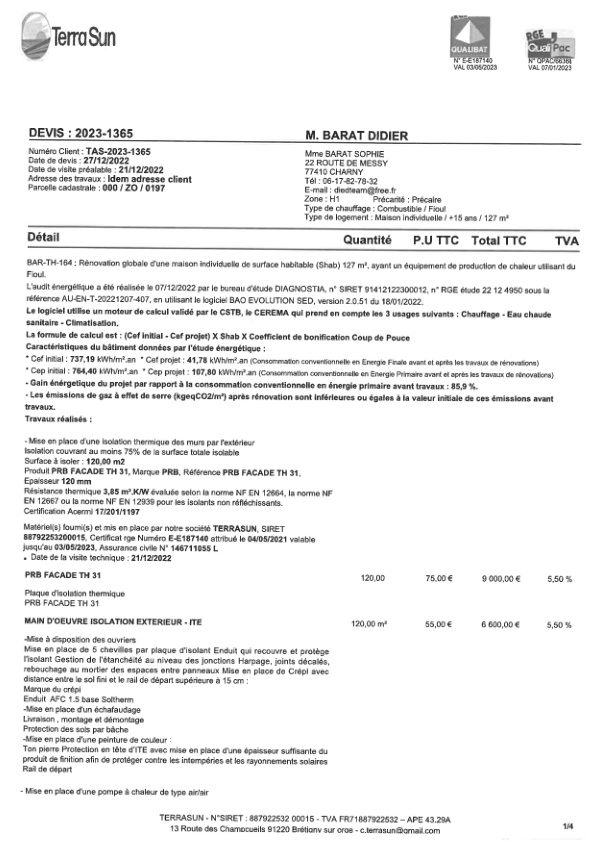 TerraSun
QUALIBAT
N° E-E187140
VAL 03/05/2023
RGE
Quali Pac
VAL 07/01/2023
DEVIS : 2023-1365
M. BARAT DIDIER
Numéro Client : TAS-2023-1365
Date de devis : 27/12/2022
Date de visite préalable : 21/12/2022
Adresse des travaux : Idem adresse client
Parcelle cadastrale : 000 / ZO / 0197
Mme BARAT SOPHIE
22 ROUTE DE MESSY
77410 CHARNY
Tél : 06-17-82-78-32
Email : diedteam@free.fr
Zone : H1 Précarité : Précaire
Type de chauffage : Combustible / Fioul
Type de logement : Maison individuelle / +15 ans / 127 m²
Détail Quantité P.U TTC Total TTC TVA
BAR-TH-164 : Rénovation globale d'une maison individuelle de surface habitable (Shab) 127 m², ayant un équipement de production de chaleur utilisant du
Fioul.
L'audit énergétique a été réalisée le 07/12/2022 par le bureau d'étude DIAGNOSTIA, n° SIRET 91412122300012, n° RGE étude 22 12 4950 sous la
référence AU-EN-T-20221207-407, en utilisant le logiciel BAO EVOLUTION SED, version 2.0.51 du 18/01/2022.
Le logiciel utilise un moteur de calcul validé par le CSTB, le CEREMA qui prend en compte les 3 usages suivants : Chauffage - Eau chaude
sanitaire - Climatisation.
La formule de calcul est : (Cef initial - Cef projet) X Shab X Coefficient de bonification Coup de Pouce
Caractéristiques du bâtiment données par l'étude énergétique :
* Cef initial : 737,19 kWh/m².an * Cef projet : 41,78 kWh/m².an (Consommation conventionnelle en Energie Finale avant et après les travaux de rénovations)
* Cep initial : 764,40 kWh/m².an * Cep projet : 107,80 kWh/m².an (Consommation conventionnelle en Energie Primaire avant et après les travaux de rénovations)
- Gain énérgétique du projet par rapport à la consommation conventionnelle en énergie primaire avant travaux : 85,9 %.
- Les émissions de gaz à effet de serre (kgeqCO2/m²) après rénovation sont inférieures ou égales à la valeur initiale de ces émissions avant
travaux.
Travaux réalisés :
- Mise en place d'une isolation thermique des murs par l'extérieur
Isolation couvrant au moins 75% de la surface totale isolable
Surface à isoler : 120,00 m2
Produit PRB FACADE TH 31, Marque PRB, Référence PRB FACADE TH 31,
Epaisseur 120 mm
Résistance thermique 3,85 m².K/W évaluée selon la norme NF EN 12664, la norme NF
EN 12667 ou la norme NF EN 12939 pour les isolants non réfléchissants.
Certification Acermi 17/201/1197
Matériel(s) fourni(s) et mis en place par notre société TERRASUN, SIRET
88792253200015, Certificat rge Numéro E-E187140 attribué le 04/05/2021 valable
jusqu'au 03/05/2023, Assurance civile N° 146711055 L
• Date de la visite technique : 21/12/2022
PRB FACADE TH 31 120,00 75,00 € 9 000,00 € 5,50 %
Plaque d'isolation thermique
PRB FACADE TH 31
MAIN D'OEUVRE ISOLATION EXTERIEUR - ITE 120,00 m² 55,00 € 6 600,00 € 5,50 %
-Mise à disposition des ouvriers
Mise en place de 5 chevilles par plaque d'isolant Enduit qui recouvre et protège
l'isolant Gestion de l'étanchéité au niveau des jonctions Harpage, joints décalés,
rebouchage au mortier des espaces entre panneaux Mise en place de Crépi avec
distance entre le sol fini et le rail de départ supérieure à 15 cm :
Marque du crépi
Enduit AFC 1.5 base Soltherm
-Mise en place d'un échafaudage
Livraison , montage et démontage
Protection des sols par bâche
-Mise en place de peinture de couleur :
Ton pierre Protection en tête d'ITE avec mise en place d'une épaisseur suffisante du
produit de finition afin de protéger contre les intempéries et les rayonnements solaires
Rail de départ
- Mise en place d'une pompe à chaleur de type air/air
TERRASUN - N°SIRET : 887922532 00015 - TVA FR71887922532 – APE 43.29A
13 Route des Champcueils 91220 Brétigny sur orge - c.terrasun@gmail.com
1/4